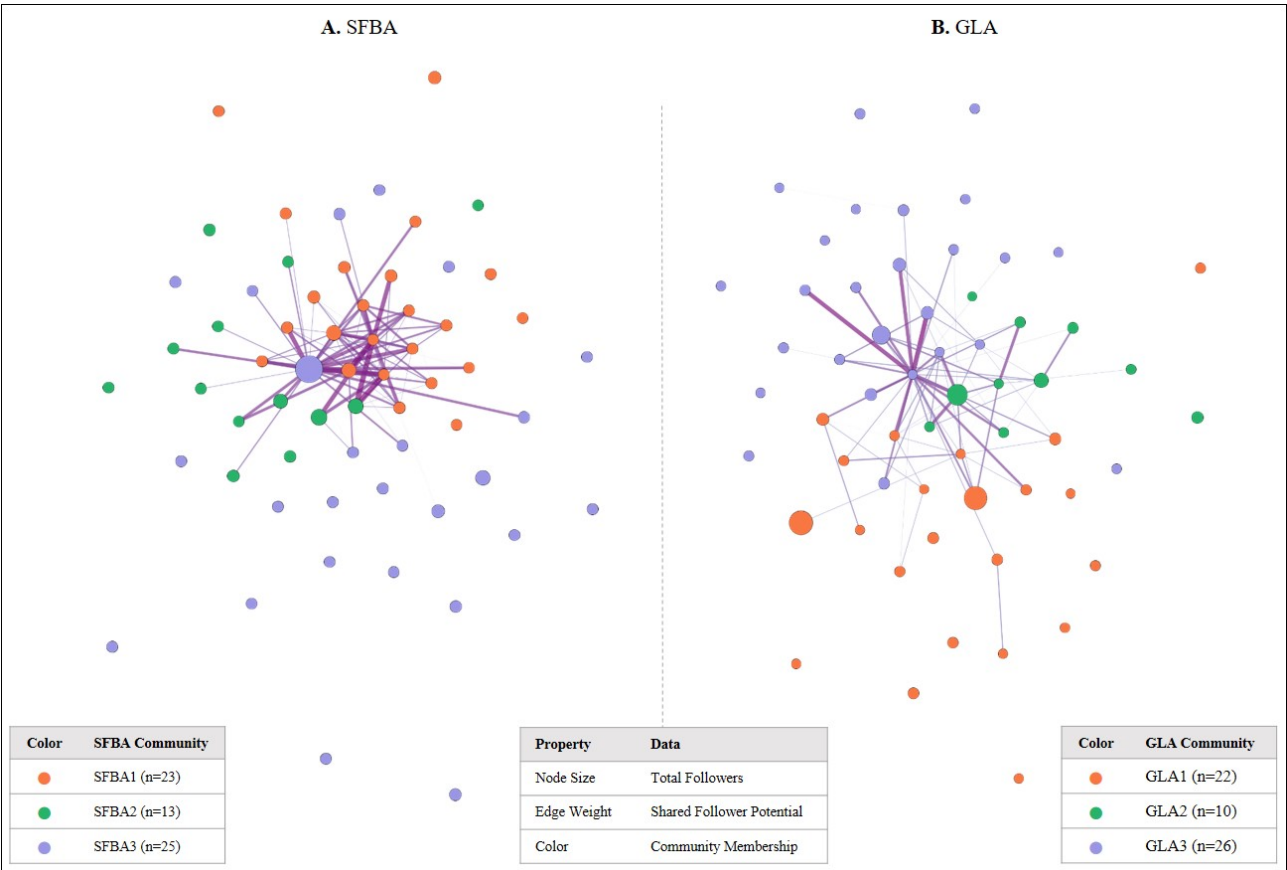 A. SFBA
B. GLA
Color SFBA Community
SFBA1 (n=23)
SFBA2 (n=13)
SFBA3 (n=25)
Property Data
Node Size Total Followers
Edge Weight Shared Follower Potential
Color Community Membership
Color GLA Community
GLA1 (n=22)
GLA2 (n=10)
GLA3 (n=26)